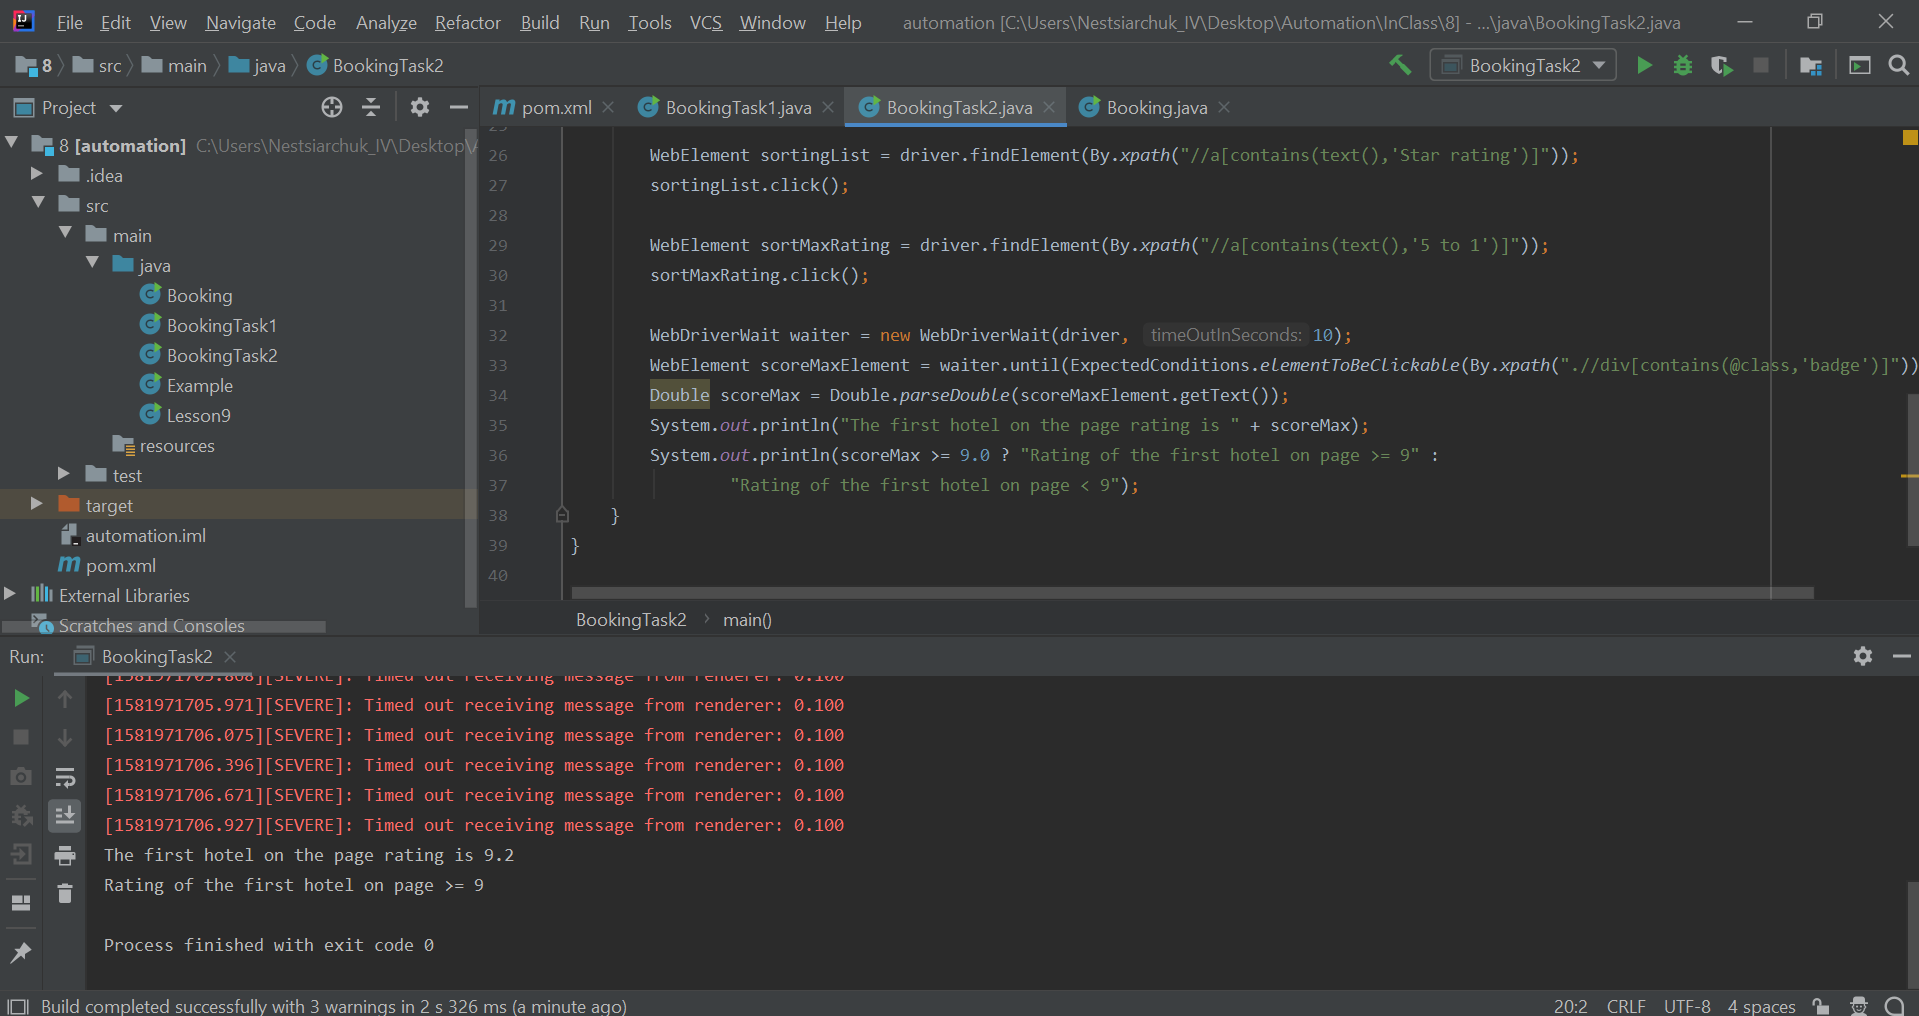 File Edit View Navigate Code Analyze Refactor Build Run Tools VCS Window Help automation [C:\Users\Nestsiarchuk_IV\Desktop\Automation\InClass\8] - ...\java\BookingTask2.java
8 src main java BookingTask2
BookingTask2
Project
pom.xml BookingTask1.java BookingTask2.java Booking.java
8 [automation] C:\Users\Nestsiarchuk_IV\Desktop\
.idea
src
main
java
Booking
BookingTask1
BookingTask2
Example
Lesson9
resources
test
target
automation.iml
pom.xml
External Libraries
Scratches and Consoles
25
26 WebElement sortingList = driver.findElement(By.xpath("//a[contains(text(),'Star rating')]"));
27 sortingList.click();
28
29 WebElement sortMaxRating = driver.findElement(By.xpath("//a[contains(text(),'5 to 1')]"));
30 sortMaxRating.click();
31
32 WebDriverWait waiter = new WebDriverWait(driver, timeOutInSeconds: 10);
33 WebElement scoreMaxElement = waiter.until(ExpectedConditions.elementToBeClickable(By.xpath(".//div[contains(@class,'badge')]"))
34 Double scoreMax = Double.parseDouble(scoreMaxElement.getText());
35 System.out.println("The first hotel on the page rating is " + scoreMax);
36 System.out.println(scoreMax >= 9.0 ? "Rating of the first hotel on page >= 9" :
37 "Rating of the first hotel on page < 9");
38 }
39 }
40
BookingTask2 main()
Run: BookingTask2
[1581971705.868][SEVERE]: Timed out receiving message from renderer: 0.100
[1581971705.971][SEVERE]: Timed out receiving message from renderer: 0.100
[1581971706.075][SEVERE]: Timed out receiving message from renderer: 0.100
[1581971706.396][SEVERE]: Timed out receiving message from renderer: 0.100
[1581971706.671][SEVERE]: Timed out receiving message from renderer: 0.100
[1581971706.927][SEVERE]: Timed out receiving message from renderer: 0.100
The first hotel on the page rating is 9.2
Rating of the first hotel on page >= 9
Process finished with exit code 0
Build completed successfully with 3 warnings in 2 s 326 ms (a minute ago) 20:2 CRLF UTF-8 4 spaces